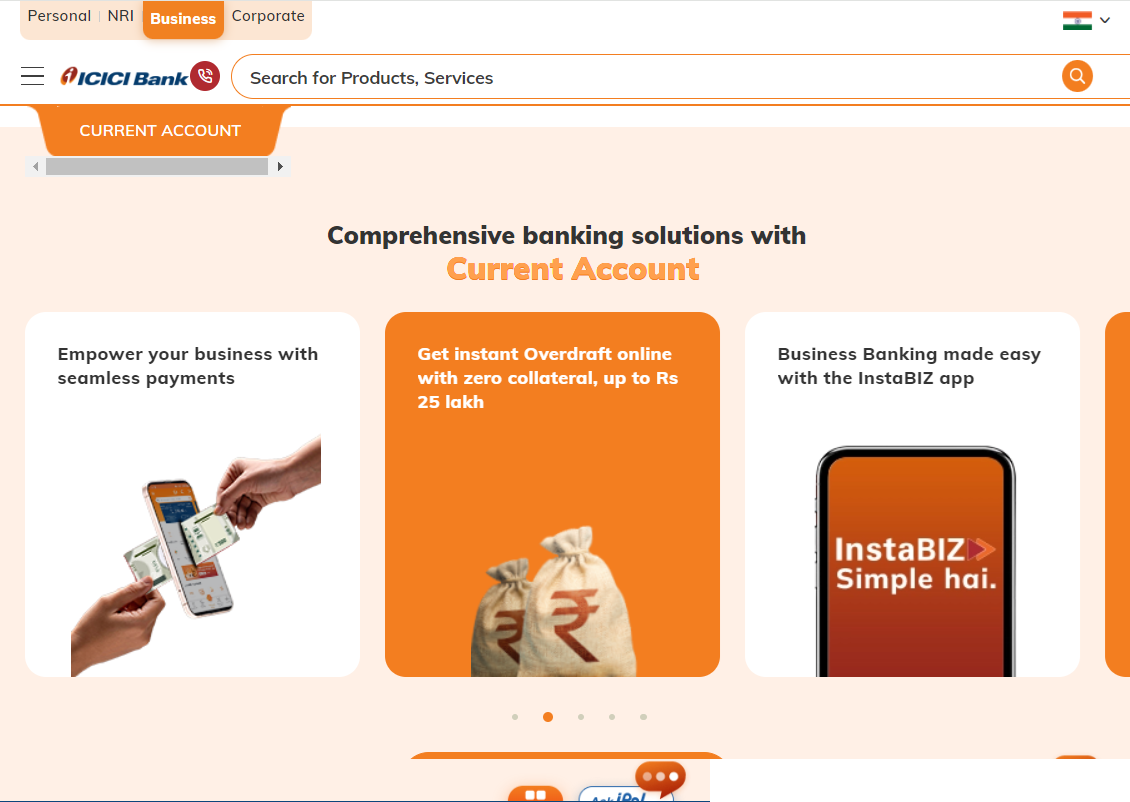 Personal NRI Business Corporate
ICICI Bank
Search for Products, Services
CURRENT ACCOUNT
Comprehensive banking solutions with
Current Account
Empower your business with
seamless payments
Get instant Overdraft online
with zero collateral, up to Rs
25 lakh
Business Banking made easy
with the InstaBIZ app
₹ ₹
InstaBIZ
Simple hai.